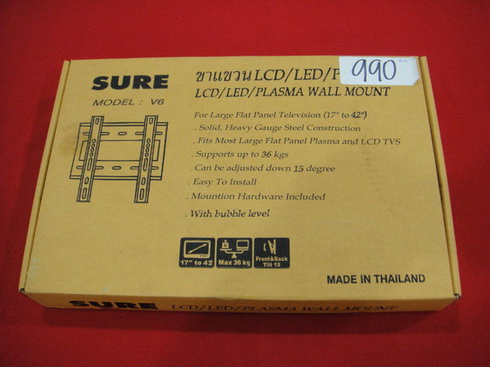 SURE
MODEL: V6
ขาแขวน LCD/LED/P
990
LCD/LED/PLASMA WALL MOUNT
For Large Flat Panel Television (17" to 42")
. Solid, Heavy Gauge Steel Construction
. Fits Most Large Flat Panel Plasma and LCD TVS
. Supports up to 36 kgs
. Can be adjusted down 15 degree
. Easy To Install
. Mountion Hardware Included
. With bubble level
17" to 42
Max 36 kg
Front&Back
Tilt 15
MADE IN THAILAND
SURE LCD/LED/PLASMA WALL MOUNT